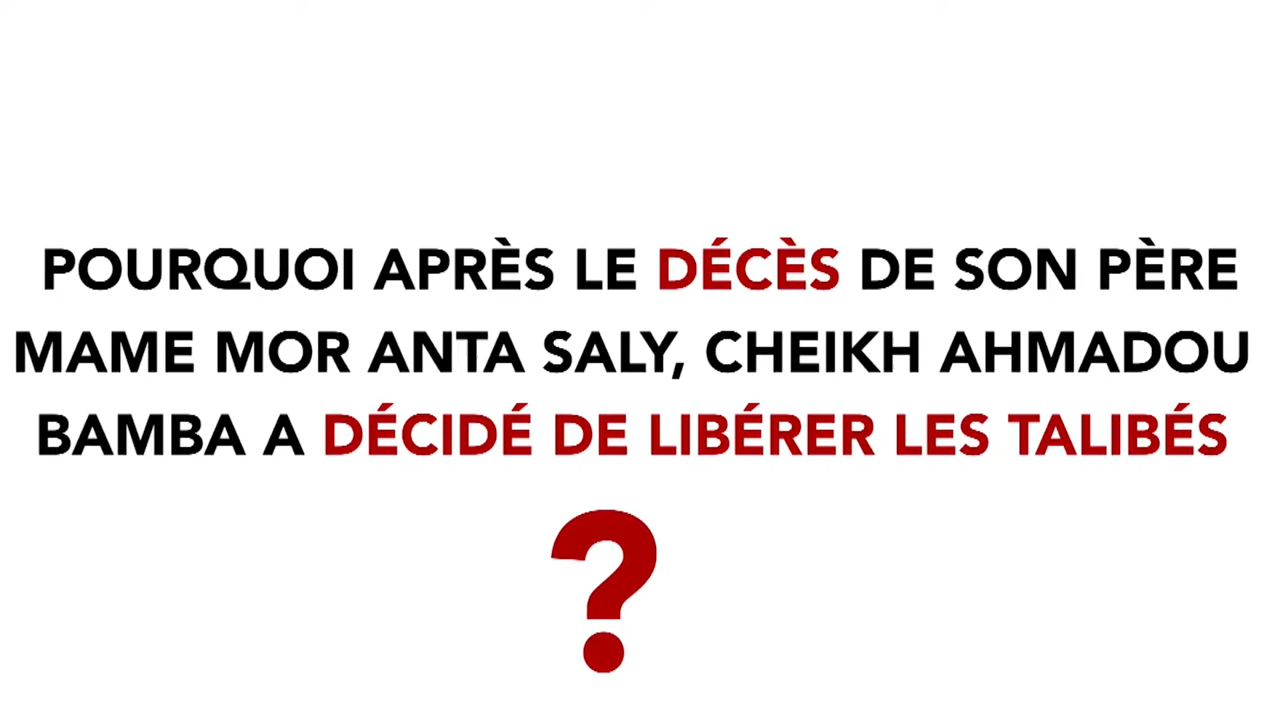 POURQUOI APRÈS LE DÉCÈS DE SON PÈRE
MAME MOR ANTA SALY, CHEIKH AHMADOU
BAMBA A DÉCIDÉ DE LIBÉRER LES TALIBÉS
?